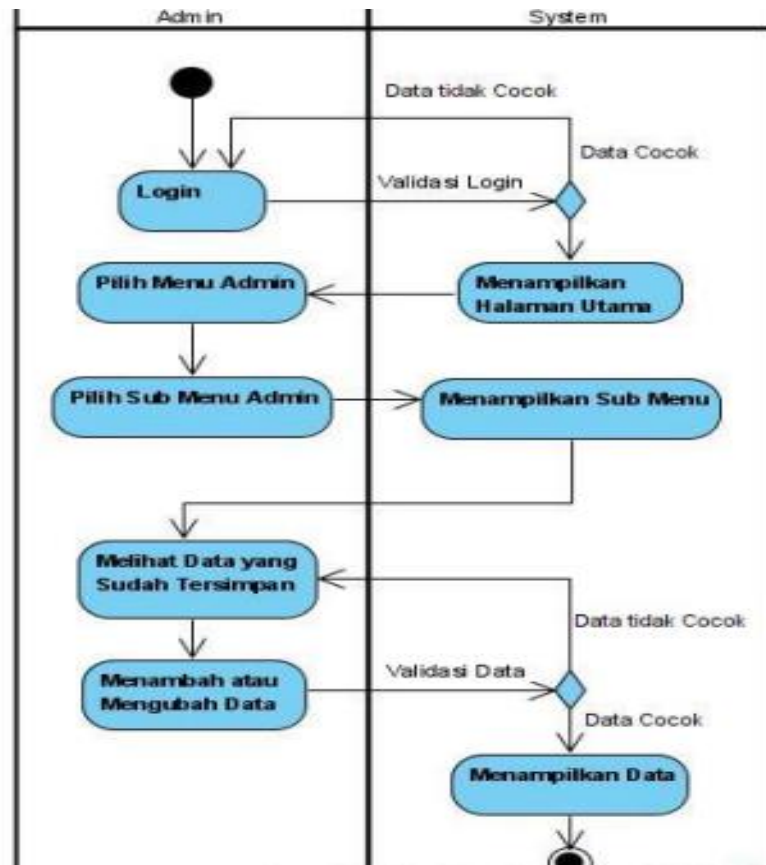 Admin
System
Data tidak Cocok
Data Cocok
Login
Validasi Login
Pilih Menu Admin
Menampilkan
Halaman Utama
Pilih Sub Menu Admin
Menampilkan Sub Menu
Melihat Data yang
Sudah Tersimpan
Data tidak Cocok
Menambah atau
Mengubah Data
Validasi Data
Data Cocok
Menampilkan Data